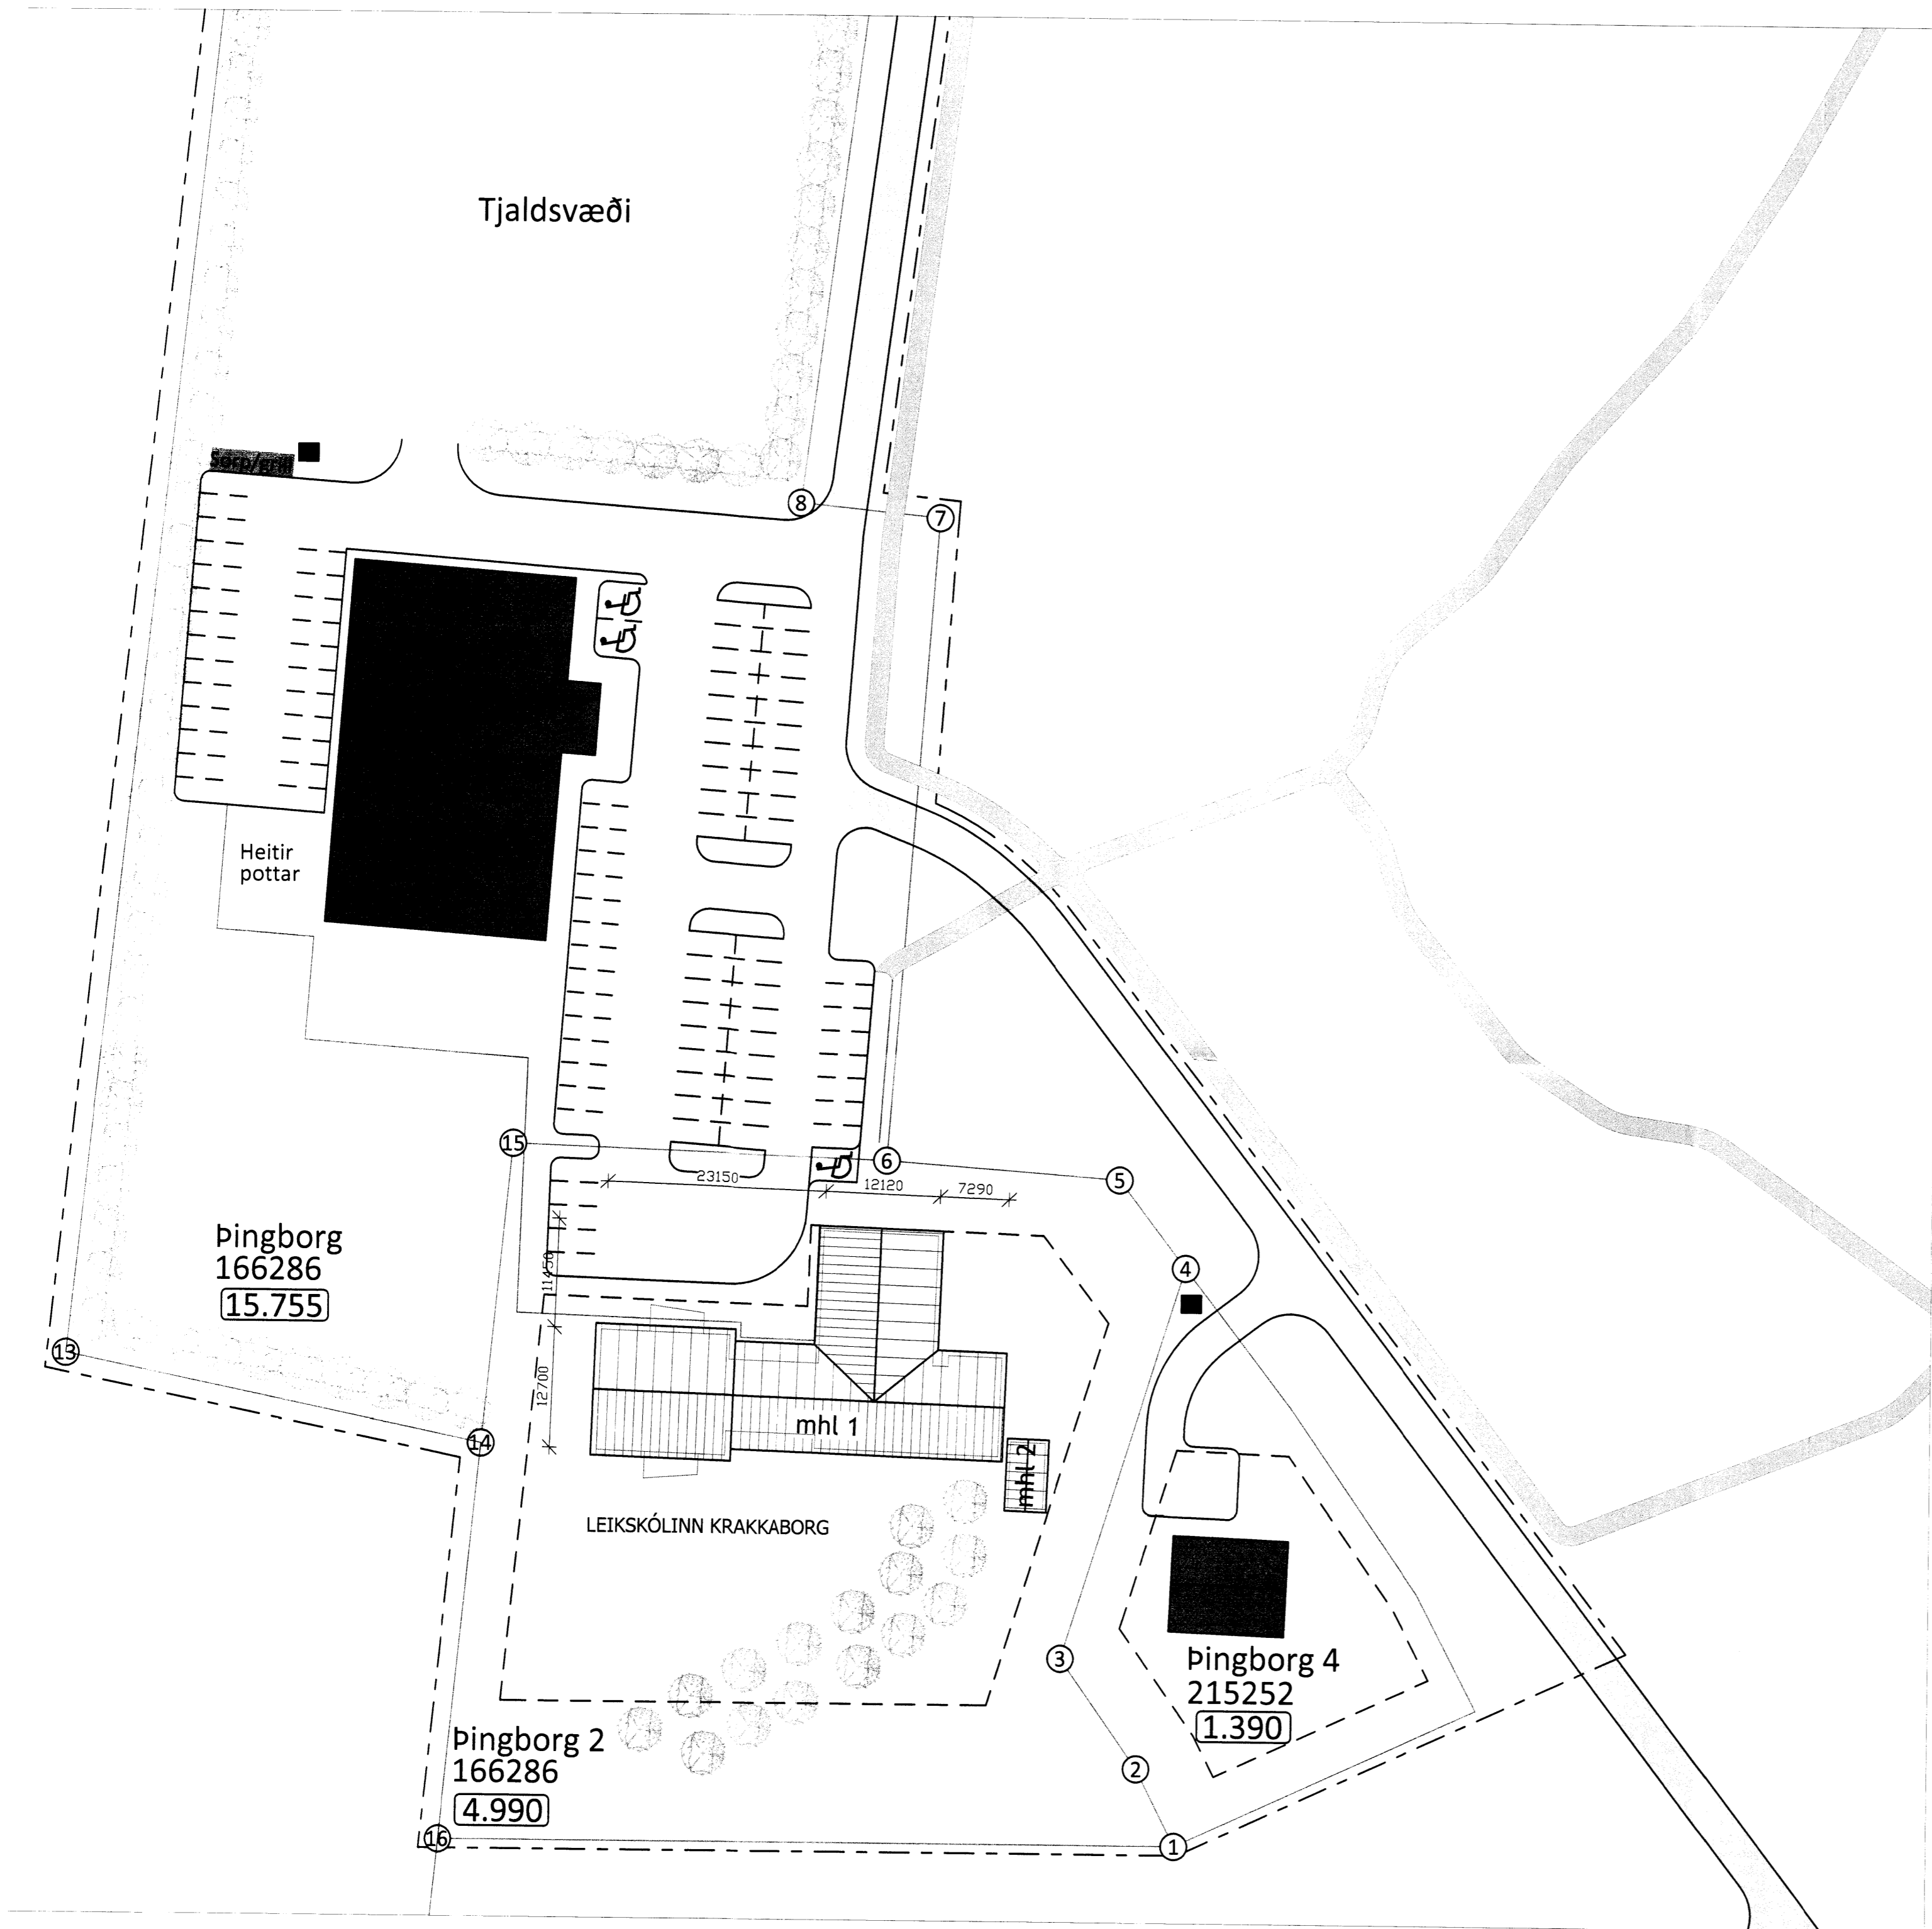 Tjaldsvæði
Sorp/grill
8
7
Heitir
pottar
15
6
5
23150
12120
7290
Þingborg
166286
15.755
11450
4
13
12700
mhl 1
14
mhl 2
LEIKSKÓLINN KRAKKABORG
3
Þingborg 4
215252
1.390
Þingborg 2
166286
4.990
2
16
1